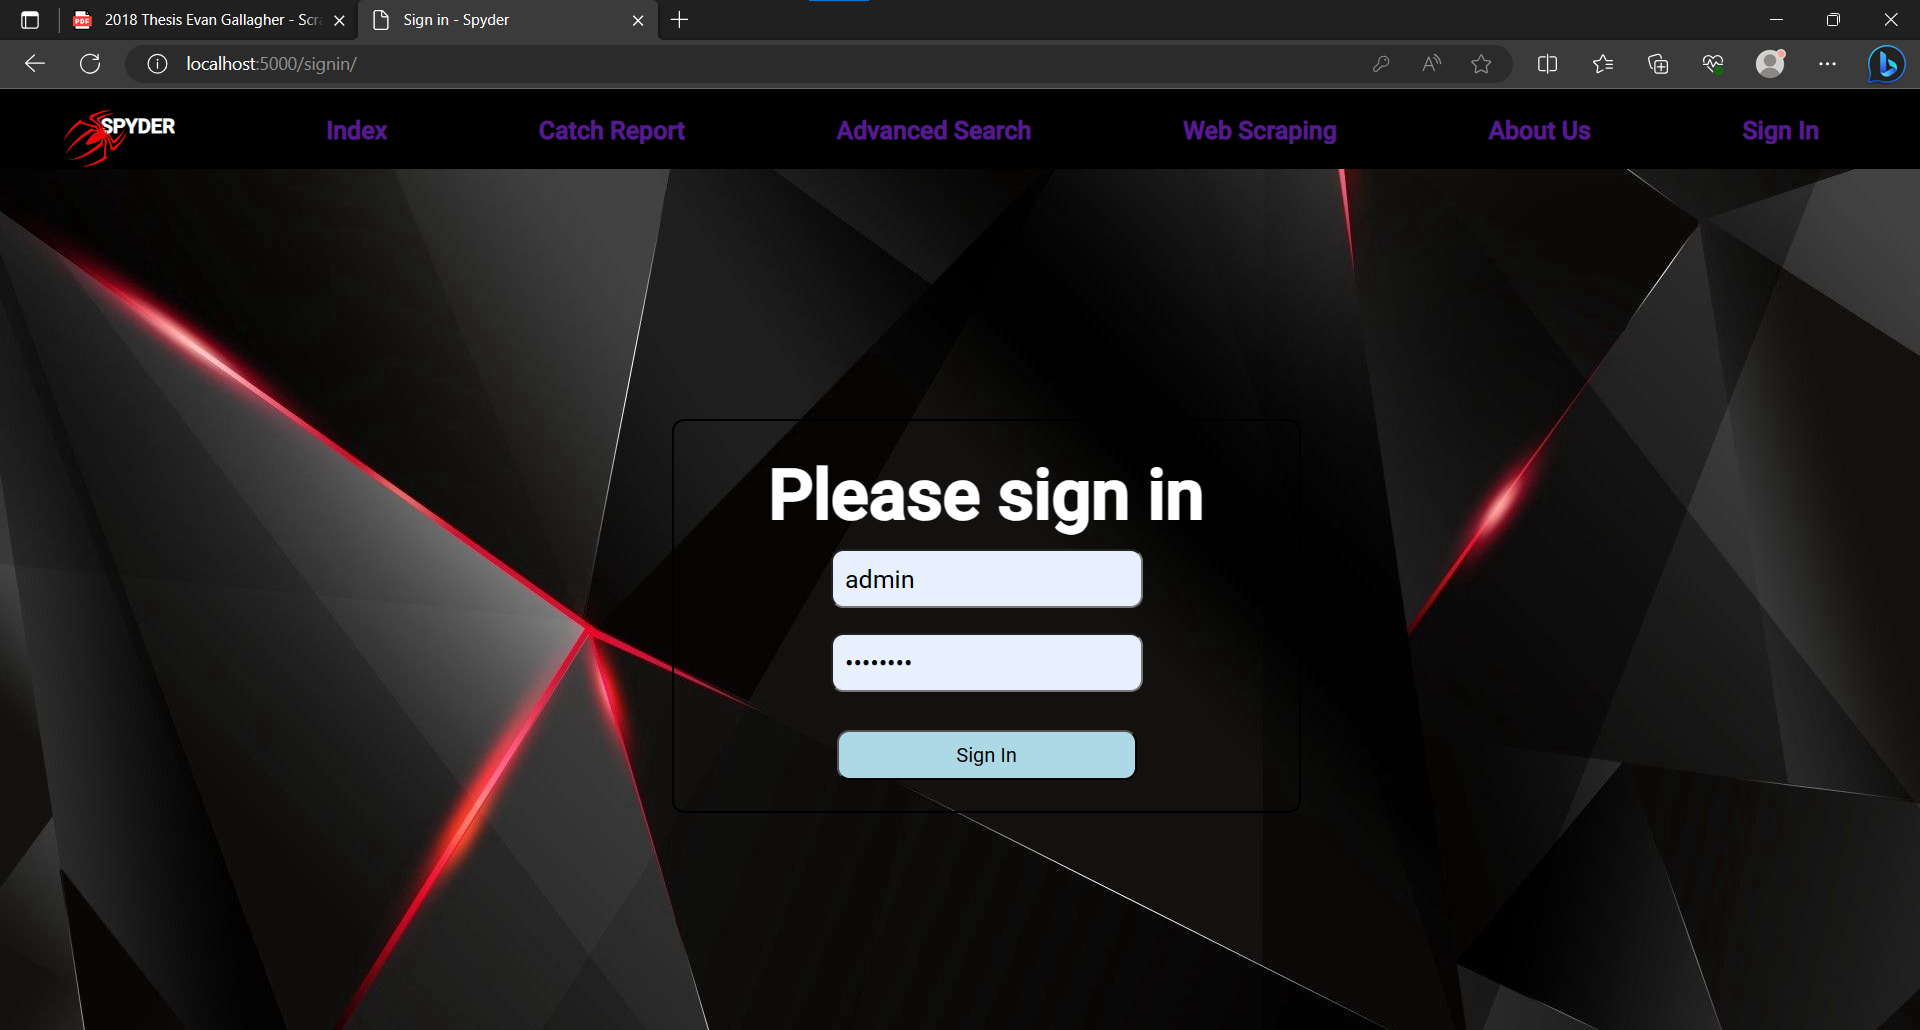 2018 Thesis Evan Gallagher - Scra
Sign in - Spyder
localhost:5000/signin/
SPYDER
Index
Catch Report
Advanced Search
Web Scraping
About Us
Sign In
Please sign in
admin
••••••••
Sign In